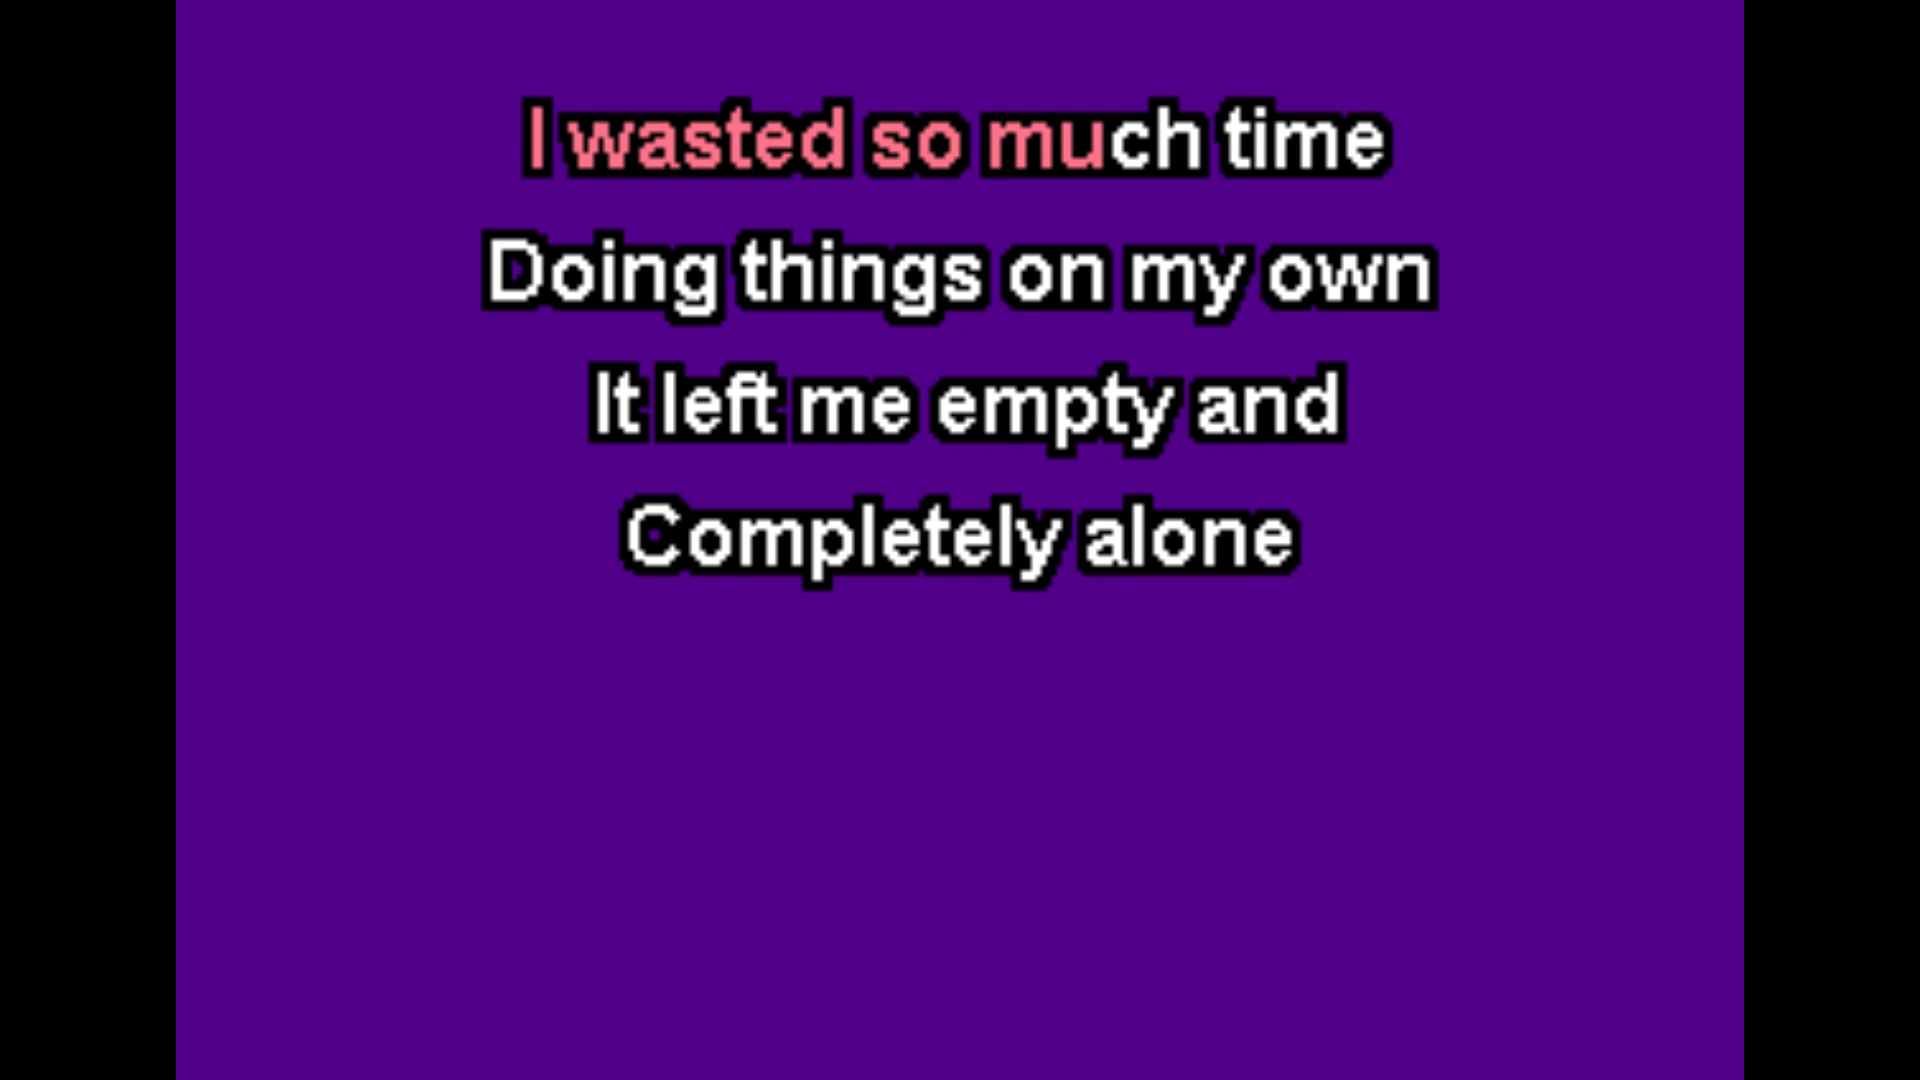 I wasted so much time
Doing things on my own
It left me empty and
Completely alone